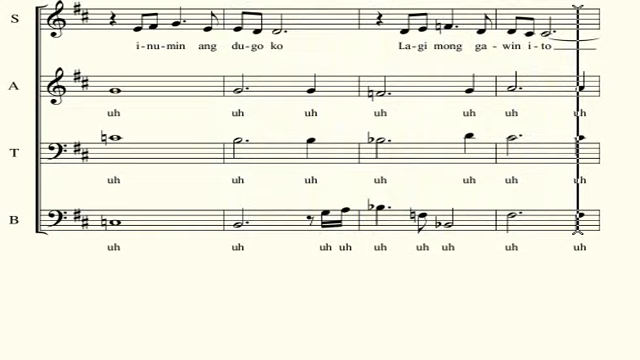 S
i-nu-min ang du-go ko La-gi mong ga-win i-to
A
uh uh uh uh uh uh uh
T
uh uh uh uh uh uh uh
B
uh uh uh uh uh uh uh uh uh